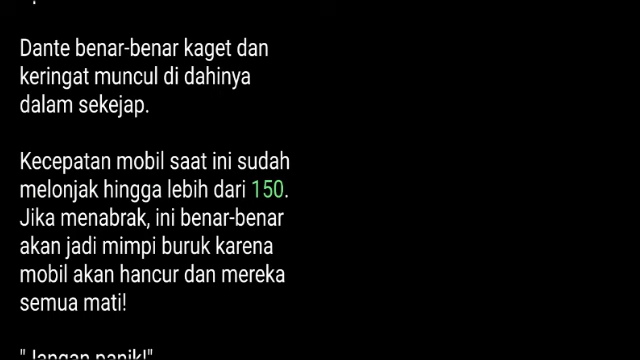 Dante benar-benar kaget dan
keringat muncul di dahinya
dalam sekejap.
Kecepatan mobil saat ini sudah
melonjak hingga lebih dari 150.
Jika menabrak, ini benar-benar
akan jadi mimpi buruk karena
mobil akan hancur dan mereka
semua mati!
"Jangan panik!"